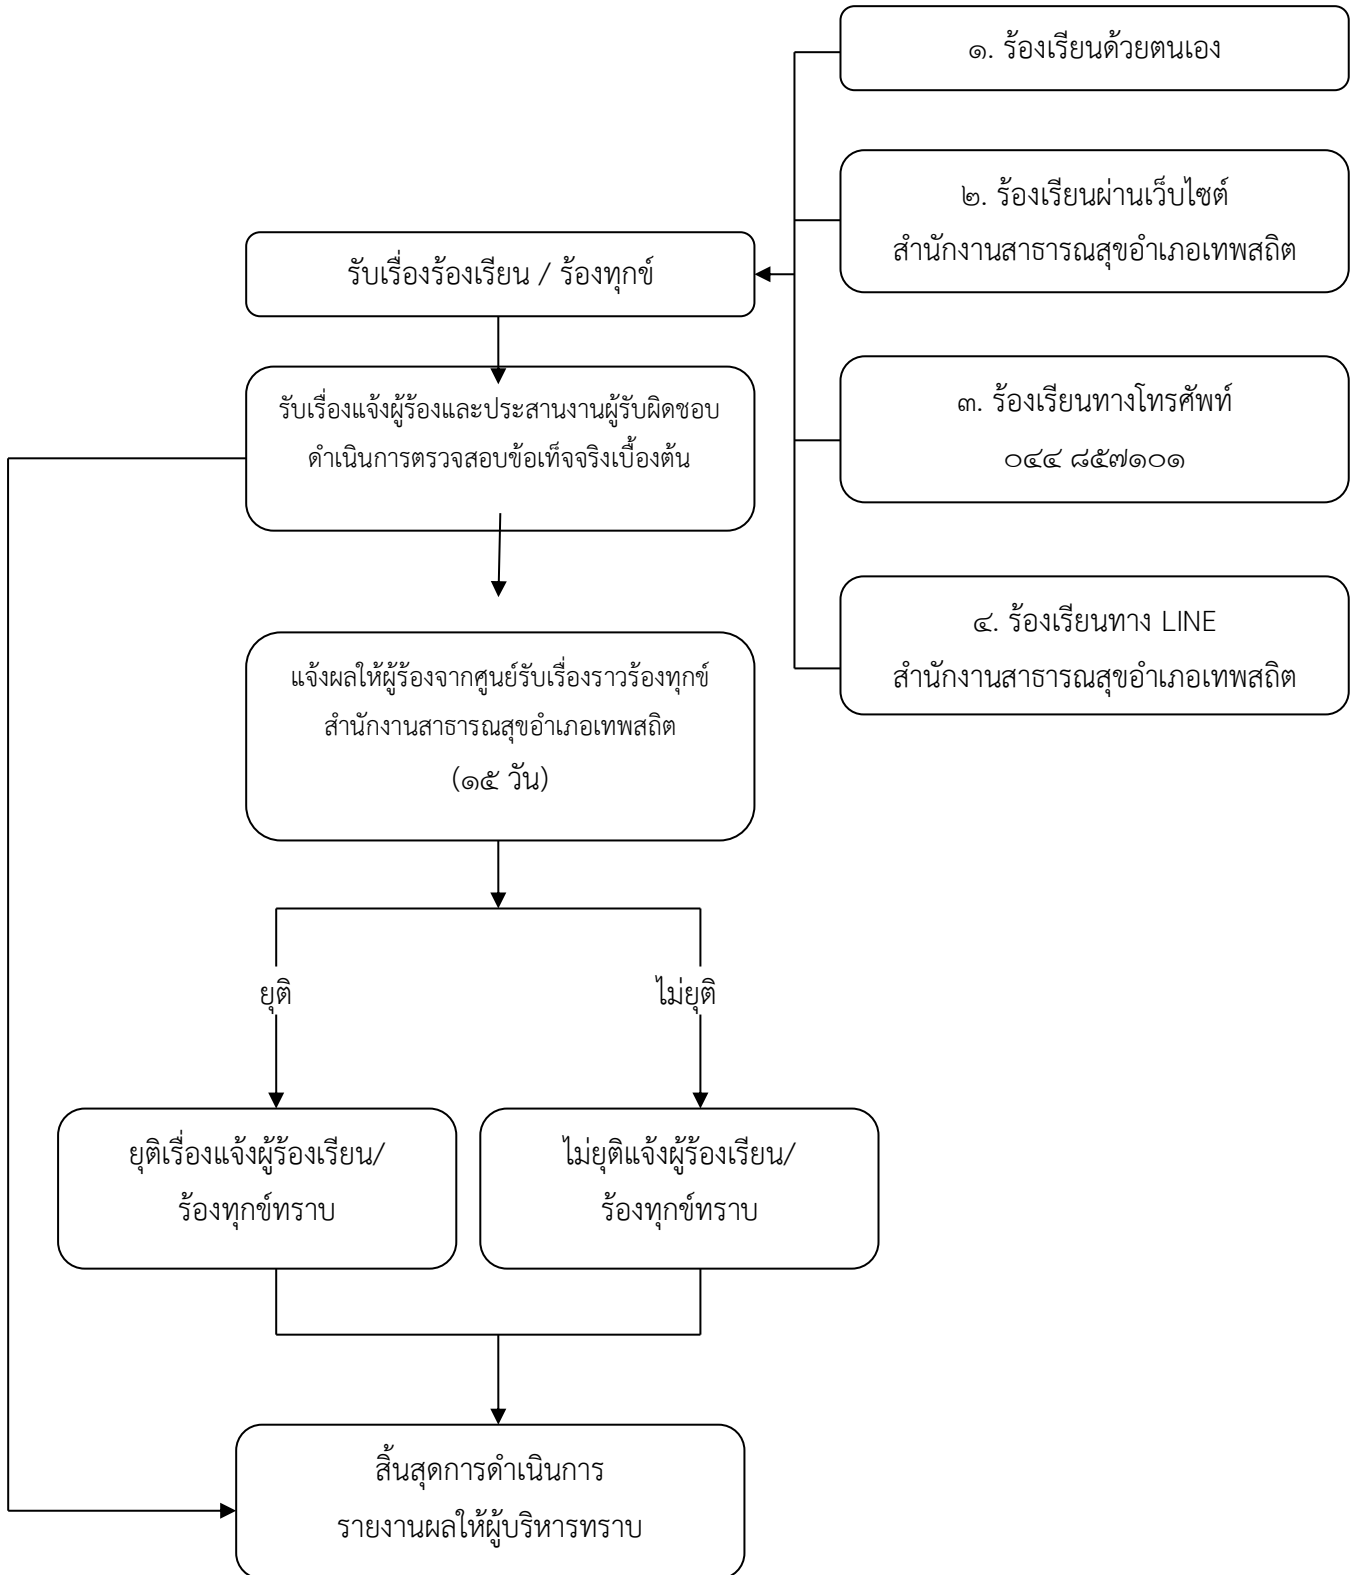 ๑. ร้องเรียนด้วยตนเอง
๒. ร้องเรียนผ่านเว็บไซต์
สำนักงานสาธารณสุขอำเภอเทพสถิต
รับเรื่องร้องเรียน / ร้องทุกข์
รับเรื่องแจ้งผู้ร้องและประสานงานผู้รับผิดชอบ
ดำเนินการตรวจสอบข้อเท็จจริงเบื้องต้น
๓. ร้องเรียนทางโทรศัพท์
๐๔๔ ๘๕๗๑๐๑
๔. ร้องเรียนทาง LINE
สำนักงานสาธารณสุขอำเภอเทพสถิต
แจ้งผลให้ผู้ร้องจากศูนย์รับเรื่องราวร้องทุกข์
สำนักงานสาธารณสุขอำเภอเทพสถิต
(๑๕ วัน)
ยุติ
ไม่ยุติ
ยุติเรื่องแจ้งผู้ร้องเรียน/
ร้องทุกข์ทราบ
ไม่ยุติแจ้งผู้ร้องเรียน/
ร้องทุกข์ทราบ
สิ้นสุดการดำเนินการ
รายงานผลให้ผู้บริหารทราบ